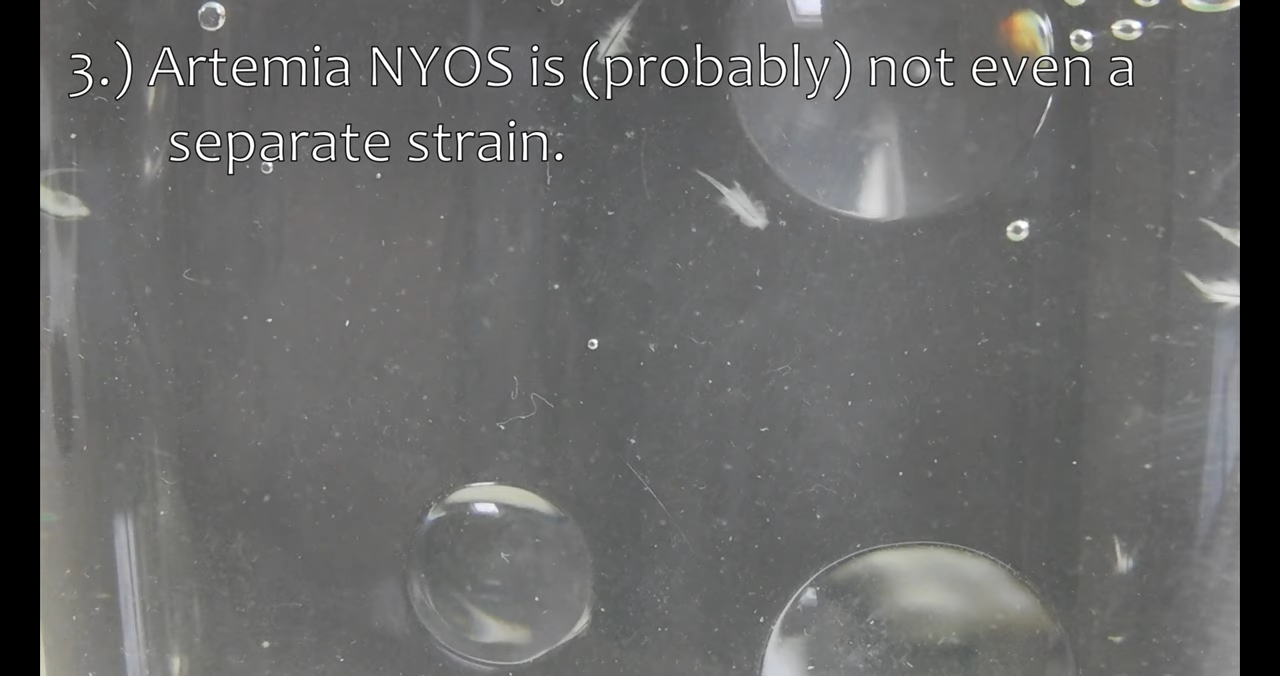 3.) Artemia NYOS is (probably) not even a
separate strain.